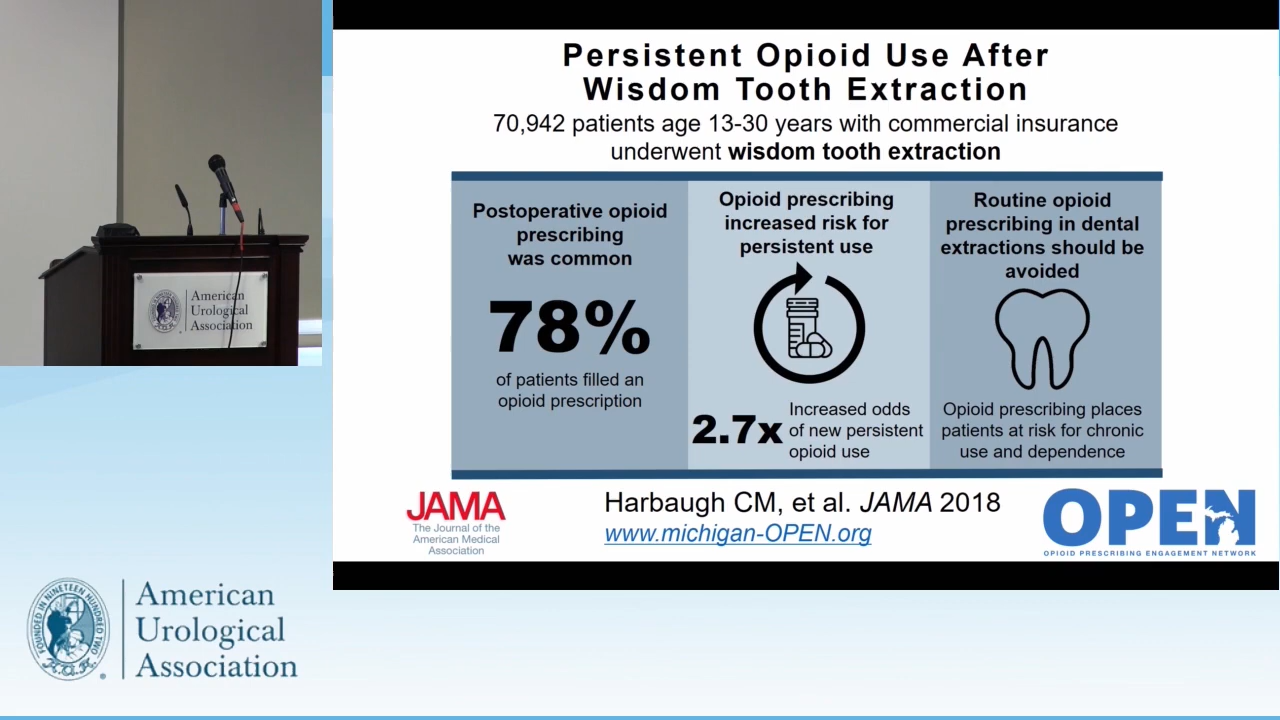 American
Urological
Association
Persistent Opioid Use After
Wisdom Tooth Extraction
70,942 patients age 13-30 years with commercial insurance
underwent wisdom tooth extraction
Postoperative opioid
prescribing
was common
78%
of patients filled an
opioid prescription
Opioid prescribing
increased risk for
persistent use
2.7x
Increased odds
of new persistent
opioid use
Routine opioid
prescribing in dental
extractions should be
avoided
Opioid prescribing places
patients at risk for chronic
use and dependence
JAMA
The Journal of the
American Medical
Association
Harbaugh CM, et al. JAMA 2018
www.michigan-OPEN.org
OPEN
OPIOID PRESCRIBING ENGAGEMENT NETWORK
FOUNDED IN NINETEEN HUNDRED TWO
A.U.A.
American
Urological
Association